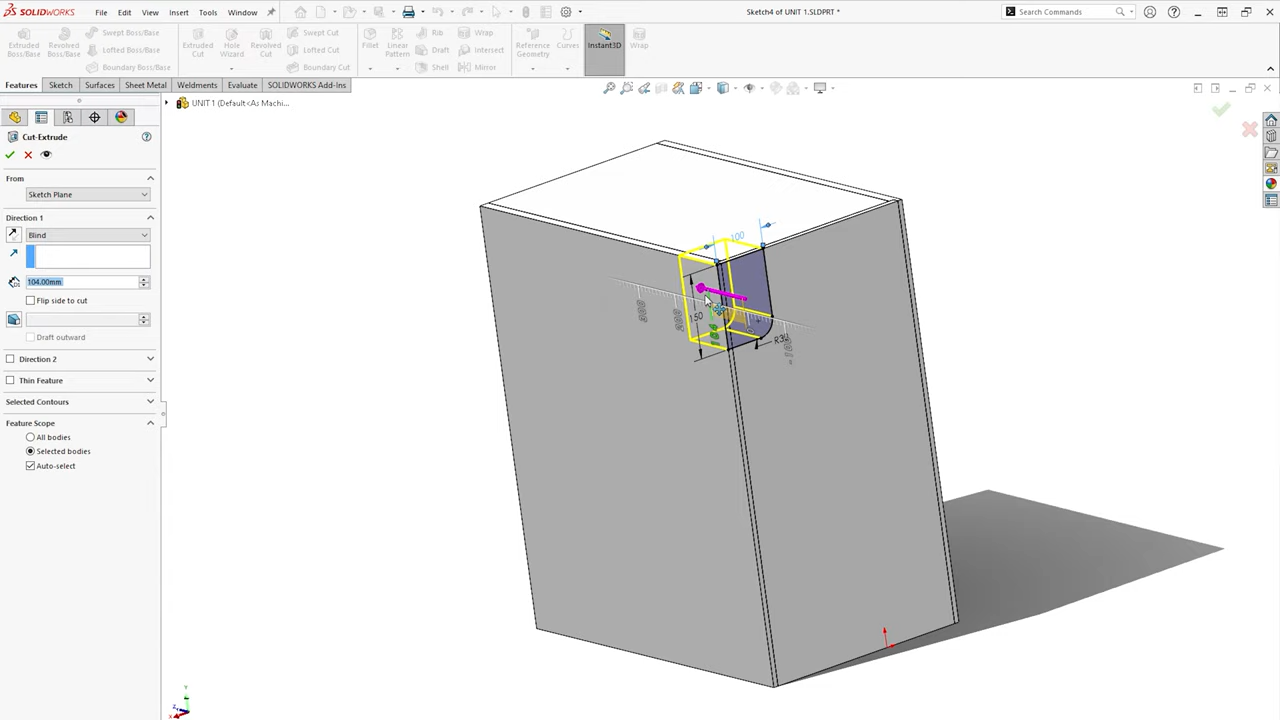 SOLIDWORKS File Edit View Insert Tools Window Sketch4 of UNIT 1.SLDPRT * Search Commands
Extruded Boss/Base
Revolved Boss/Base
Swept Boss/Base
Lofted Boss/Base
Boundary Boss/Base
Extruded Cut
Hole Wizard
Revolved Cut
Swept Cut
Lofted Cut
Boundary Cut
Fillet
Linear Pattern
Rib
Draft
Shell
Wrap
Intersect
Mirror
Reference Geometry
Curves
Instant3D
Wrap
Features Sketch Surfaces Sheet Metal Weldments Evaluate SOLIDWORKS Add-Ins
UNIT 1 (Default<As Machi...
Cut-Extrude
From
Sketch Plane
Direction 1
Blind
104.00mm
Flip side to cut
Draft outward
Direction 2
Thin Feature
Selected Contours
Feature Scope
All bodies
Selected bodies
Auto-select
100
150
R30